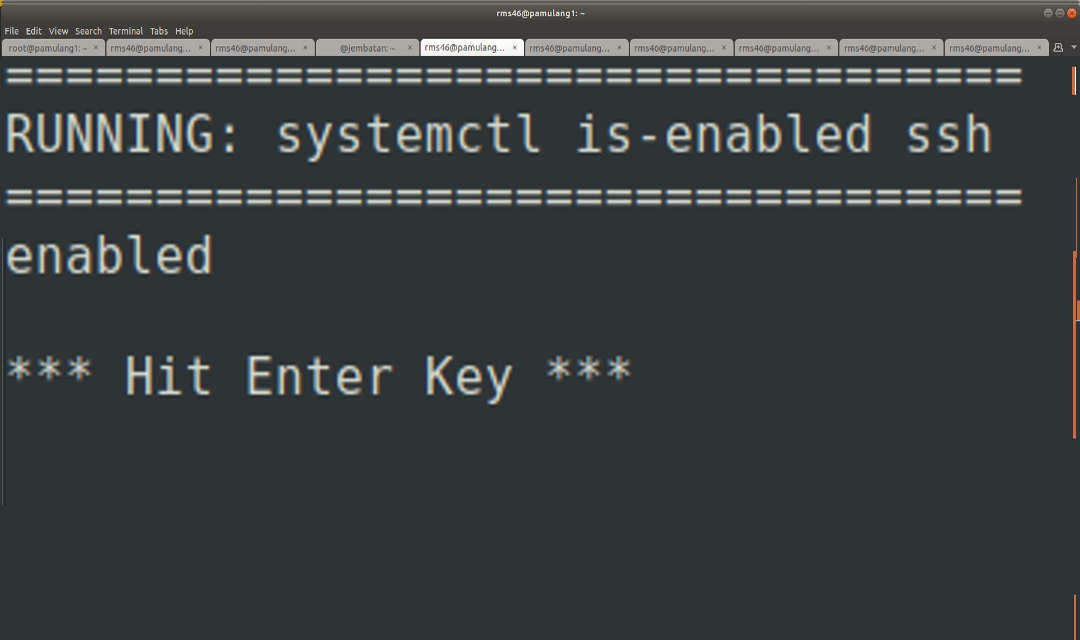 rms46@pamulang1: ~
File Edit View Search Terminal Tabs Help
root@pamulang1: ~ × rms46@pamulang... × rms46@pamulang... × @jembatan: ~ × rms46@pamulang... × rms46@pamulang... × rms46@pamulang... × rms46@pamulang... × rms46@pamulang... × rms46@pamulang... ×
==================================
RUNNING: systemctl is-enabled ssh
==================================
enabled
*** Hit Enter Key ***